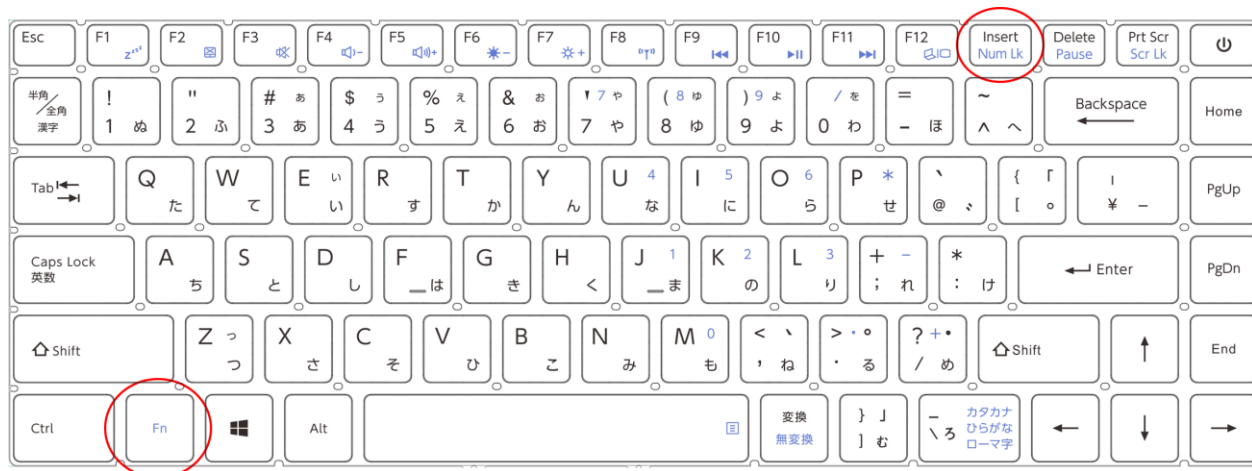 Esc F1 zzzz F2 F3 F4 − F5 + F6 − F7 + F8 F9 F10 F11 F12 Insert Num Lk Delete Pause Prt Scr Scr Lk
半角/全角 漢字 ! 1 ぬ " 2 ふ # ぁ 3 あ $ ぅ 4 う % ぇ 5 え & ぉ 6 お ' 7 ゃ 7 や ( 8 ゅ 8 ゆ ) 9 ょ 9 よ / を 0 わ = - ほ ~ ^ へ Backspace Home
Tab Q た W て E ぃ い R す T か Y ん U 4 な I 5 に O 6 ら P * せ ` @ ゛ { 「 [ ゜ | ¥ ー PgUp
Caps Lock 英数 A ち S と D し F は G き H く J 1 ま K 2 の L 3 り + − ; れ * : け Enter PgDn
Shift Z っ つ X さ C そ V ひ B こ N み M 0 も < 、 , ね > . 。 . る ? + ・ / め Shift End
Ctrl Fn Alt 変換 無変換 } 」 ] む _ \ ろ カタカナ ひらがな ローマ字